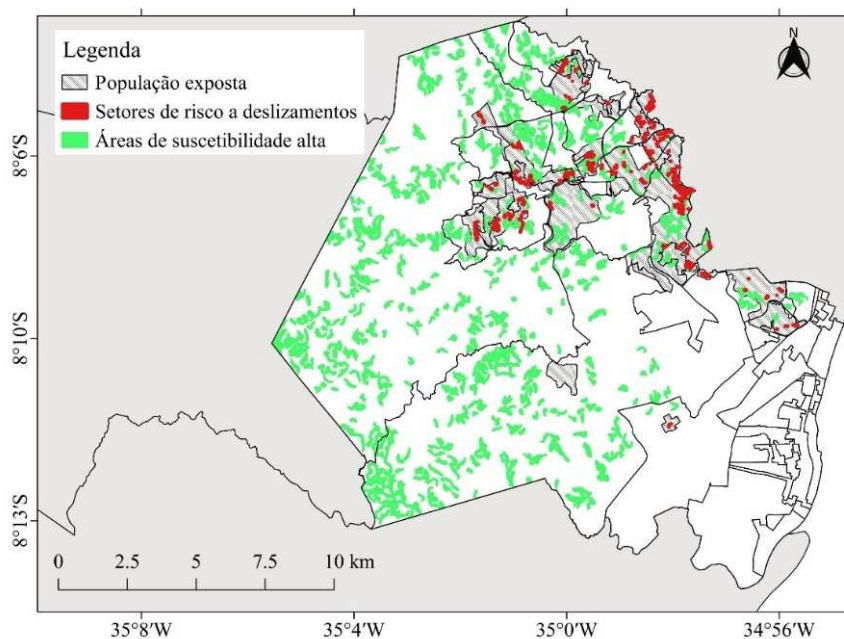 Legenda
População exposta
Setores de risco a deslizamentos
Áreas de suscetibilidade alta
N
8°6'S
8°10'S
8°13'S
0 2.5 5 7.5 10 km
35°8'W 35°4'W 35°0'W 34°56'W